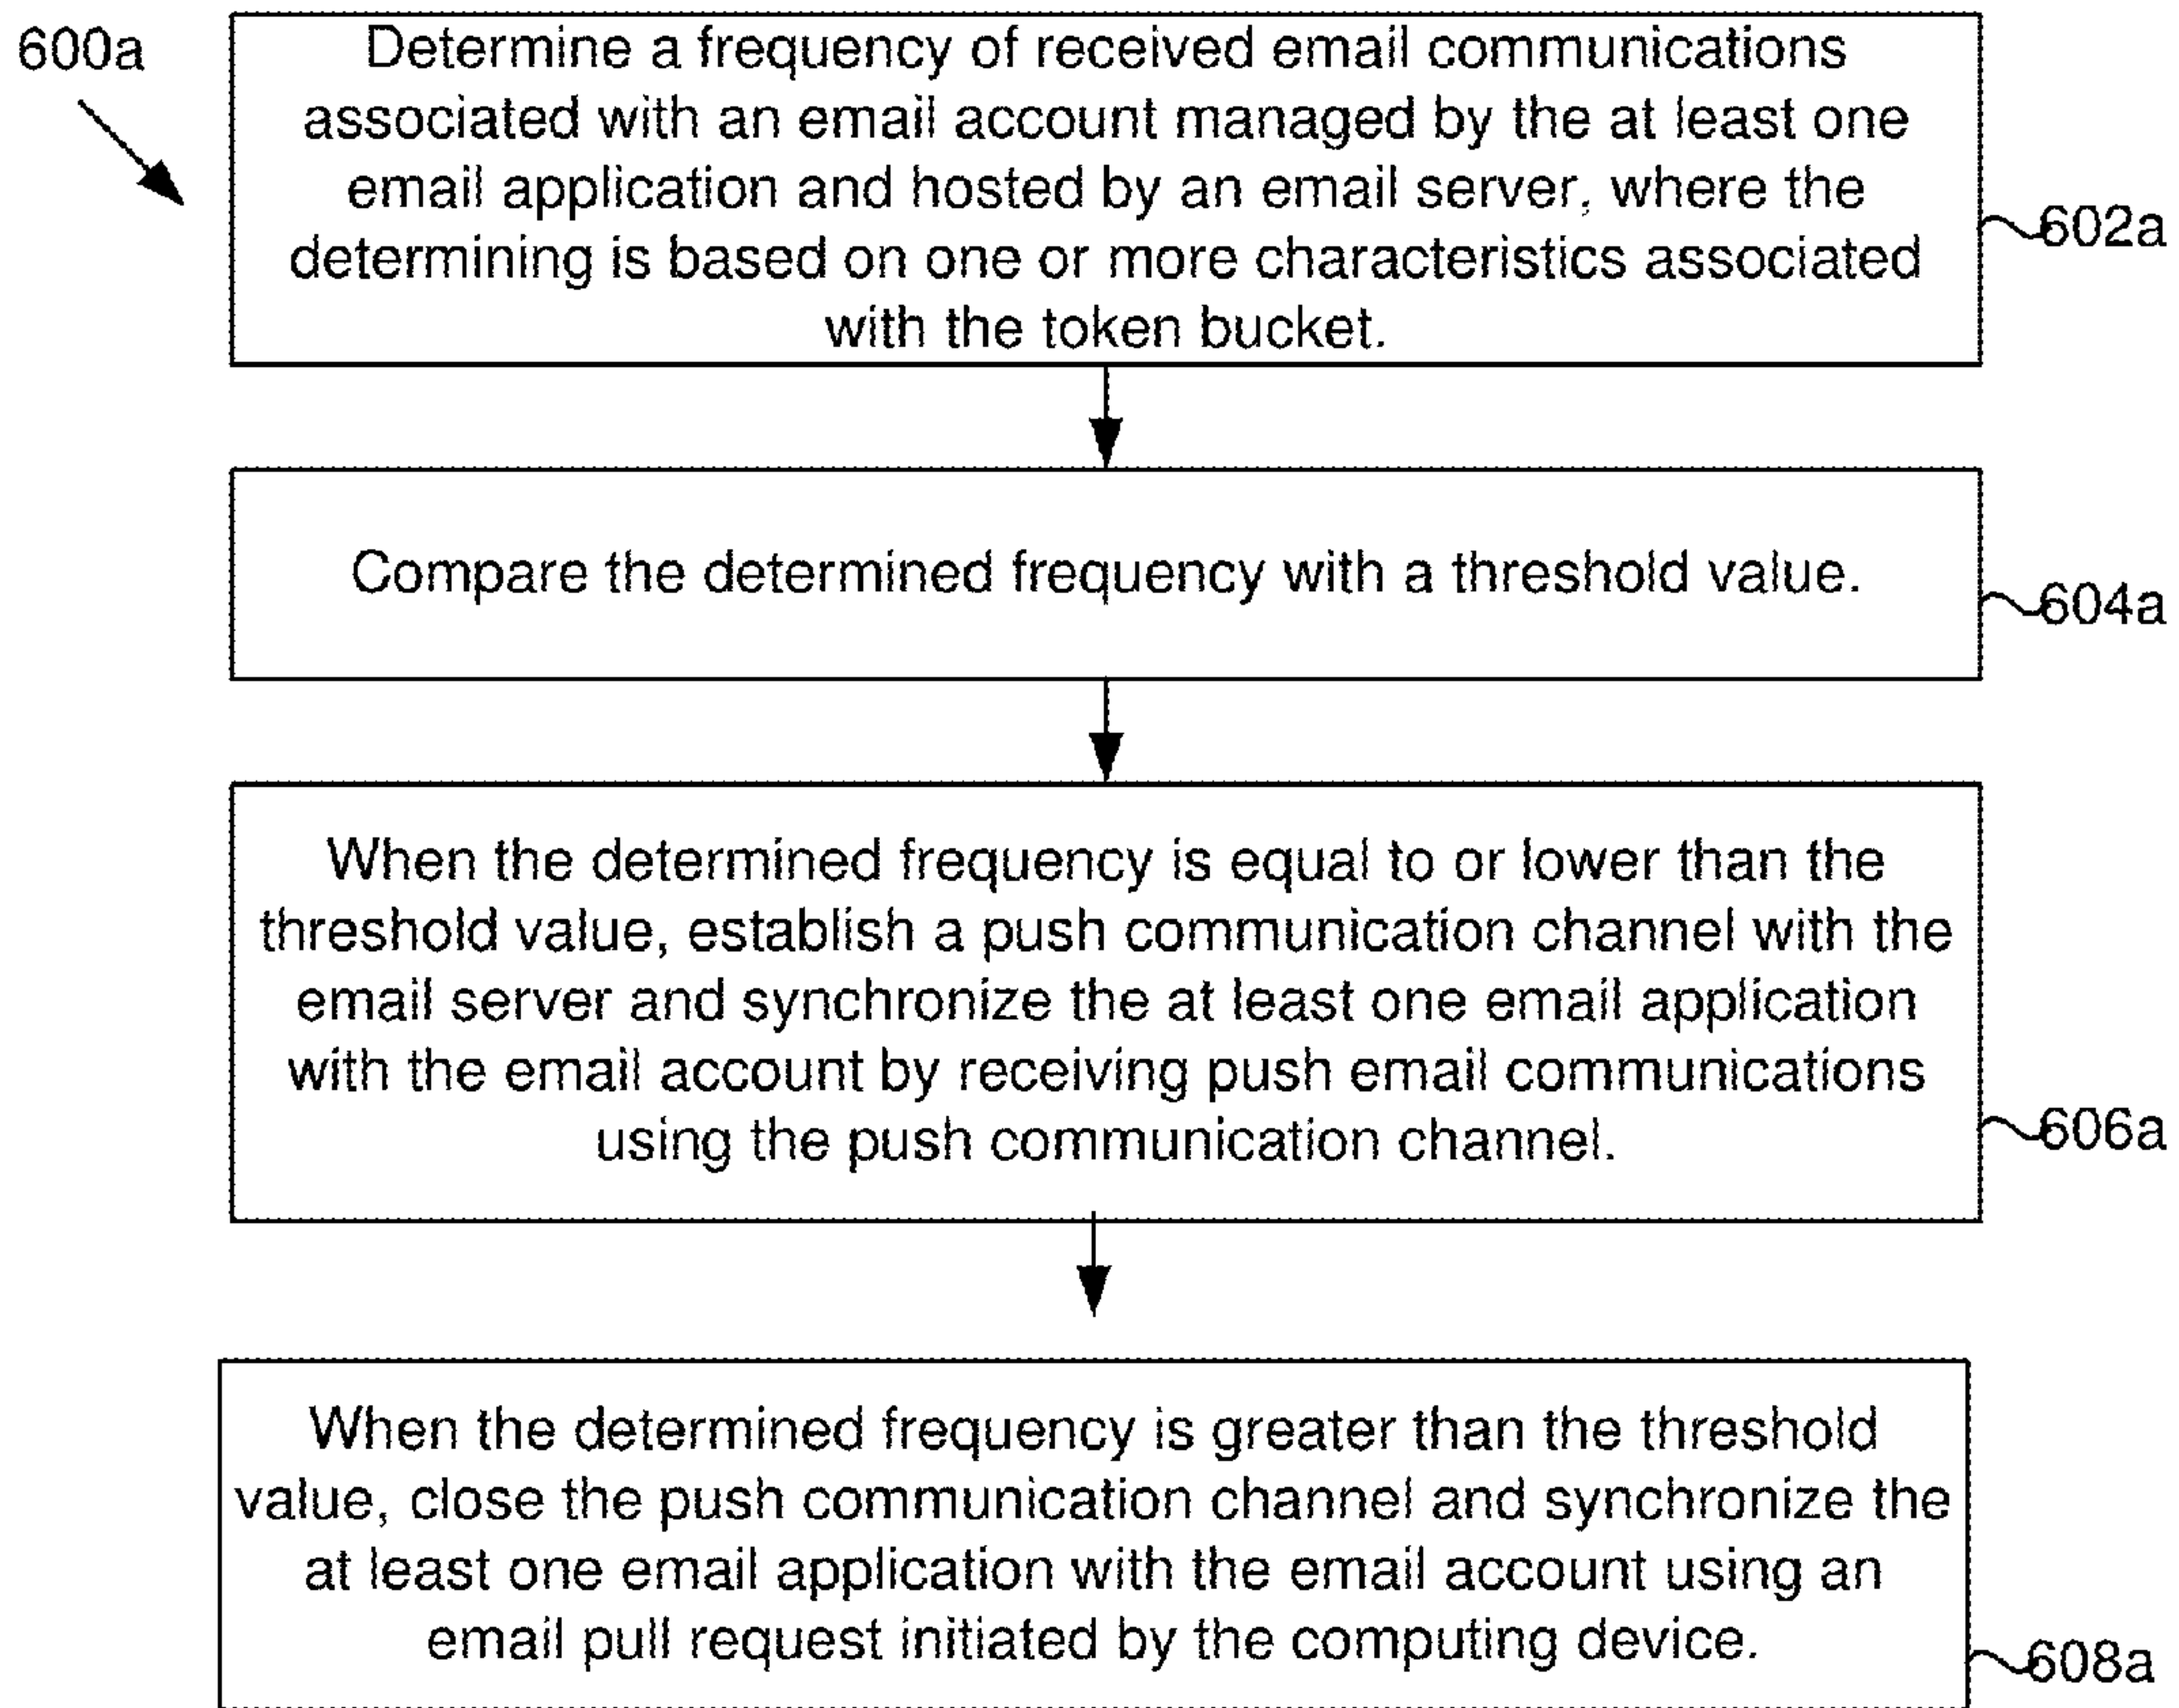 600a
Determine a frequency of received email communications
associated with an email account managed by the at least one
email application and hosted by an email server, where the
determining is based on one or more characteristics associated
with the token bucket.
602a
Compare the determined frequency with a threshold value.
604a
When the determined frequency is equal to or lower than the
threshold value, establish a push communication channel with the
email server and synchronize the at least one email application
with the email account by receiving push email communications
using the push communication channel.
606a
When the determined frequency is greater than the threshold
value, close the push communication channel and synchronize the
at least one email application with the email account using an
email pull request initiated by the computing device.
608a